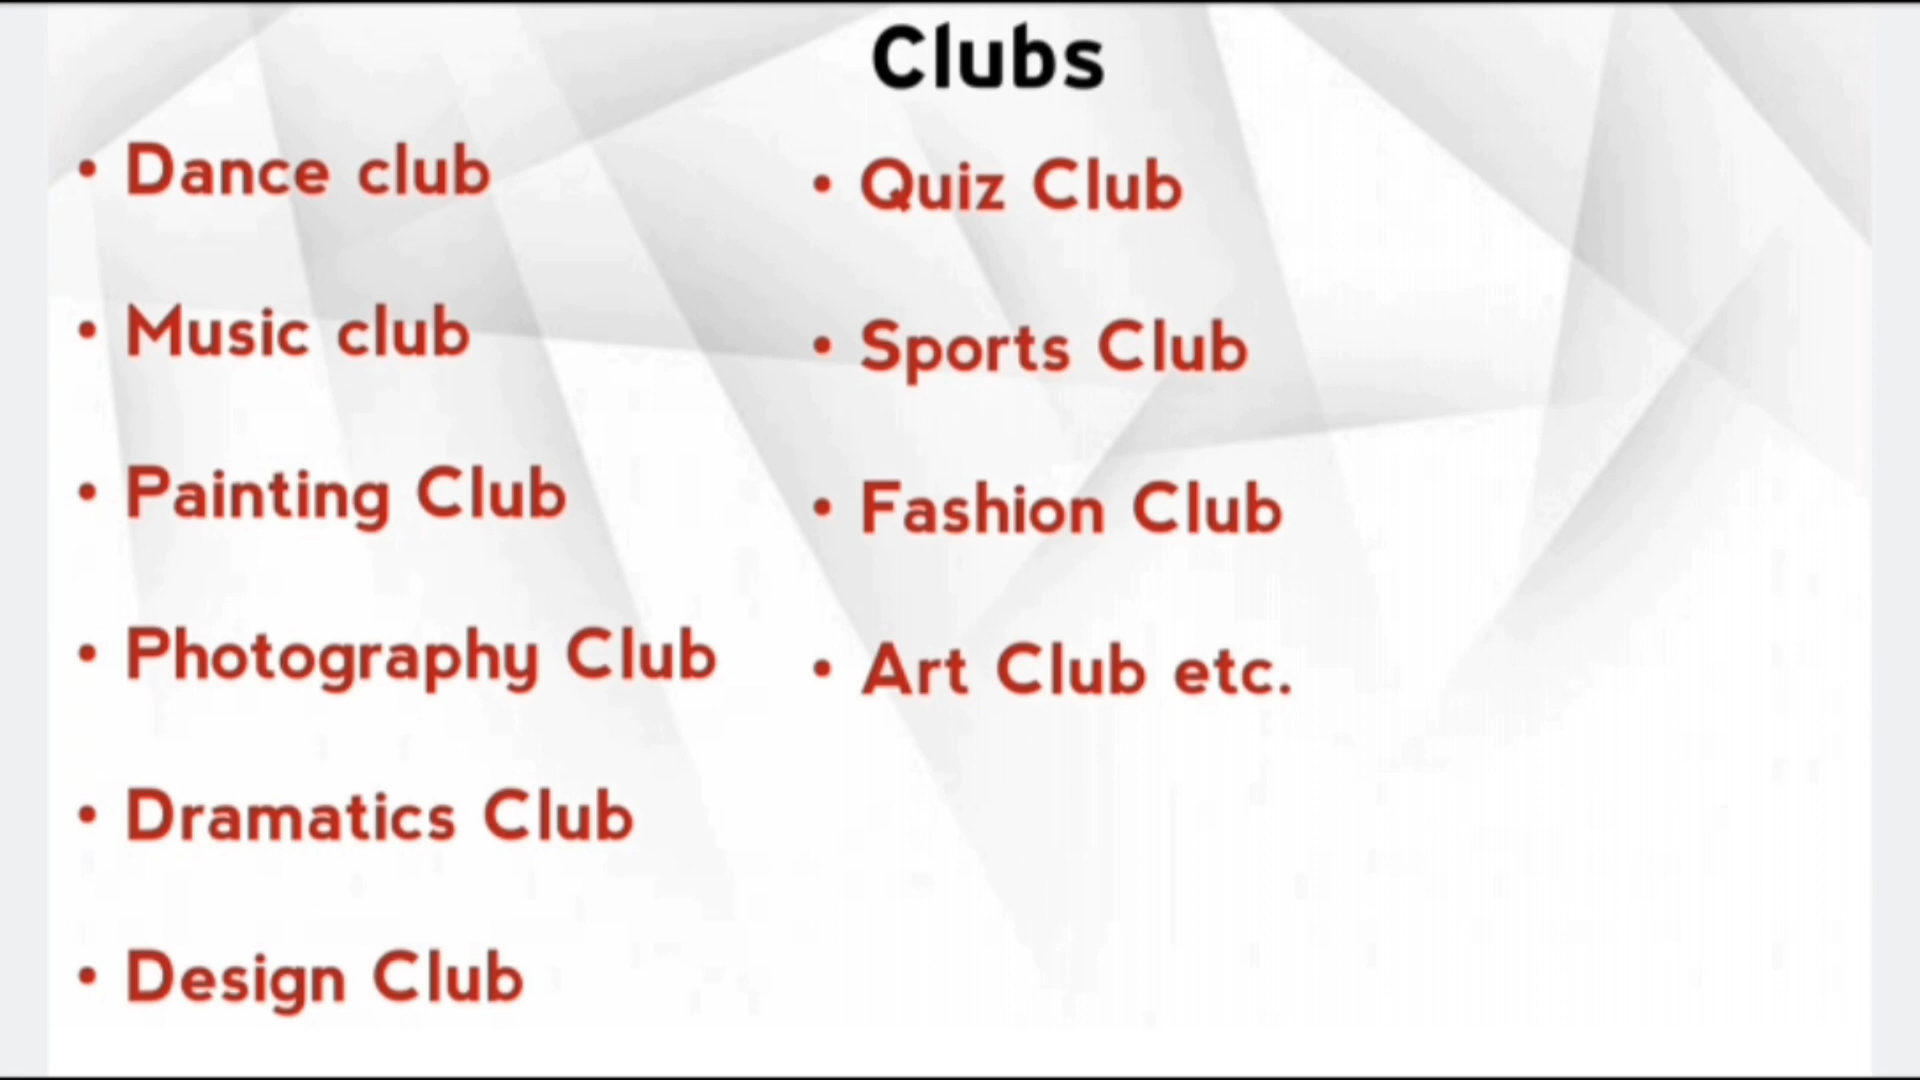 Clubs
• Dance club
• Music club
• Painting Club
• Photography Club
• Dramatics Club
• Design Club
• Quiz Club
• Sports Club
• Fashion Club
• Art Club etc.